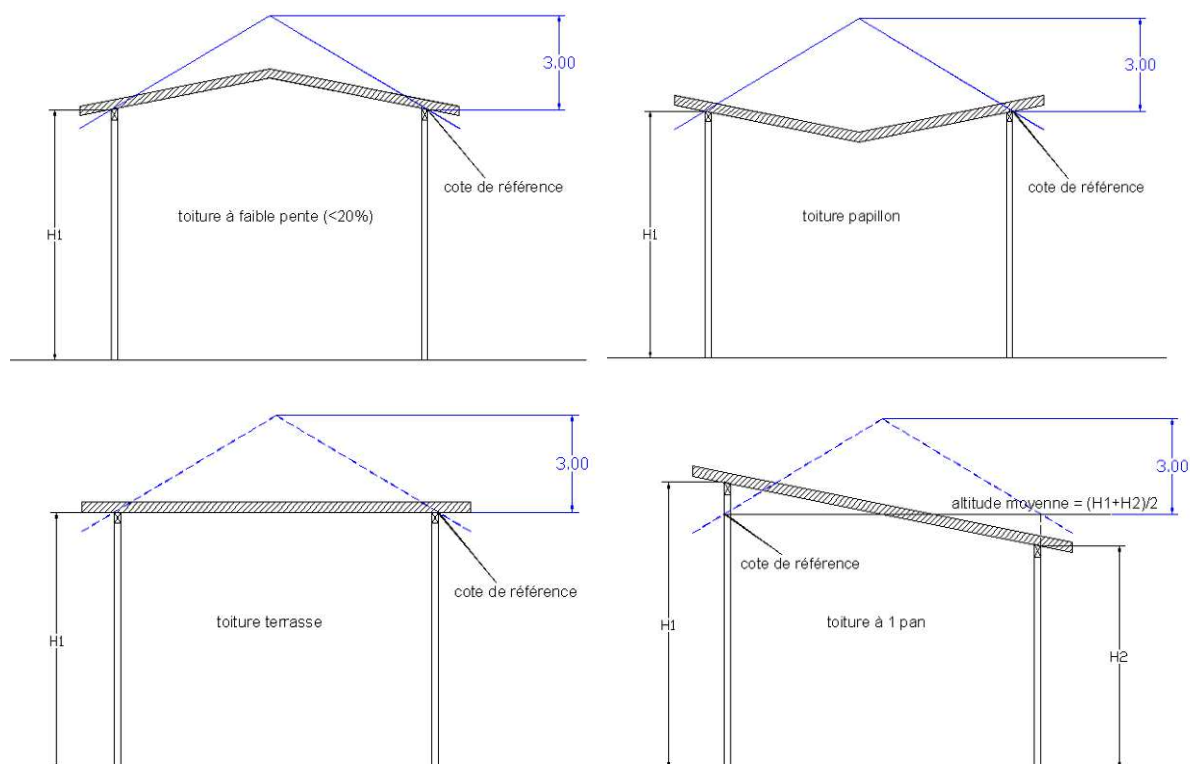 3.00
cote de référence
toiture à faible pente (<20%)
H1
3.00
cote de référence
toiture papillon
H1
3.00
cote de référence
toiture terrasse
H1
3.00
altitude moyenne = (H1+H2)/2
cote de référence
toiture à 1 pan
H1
H2